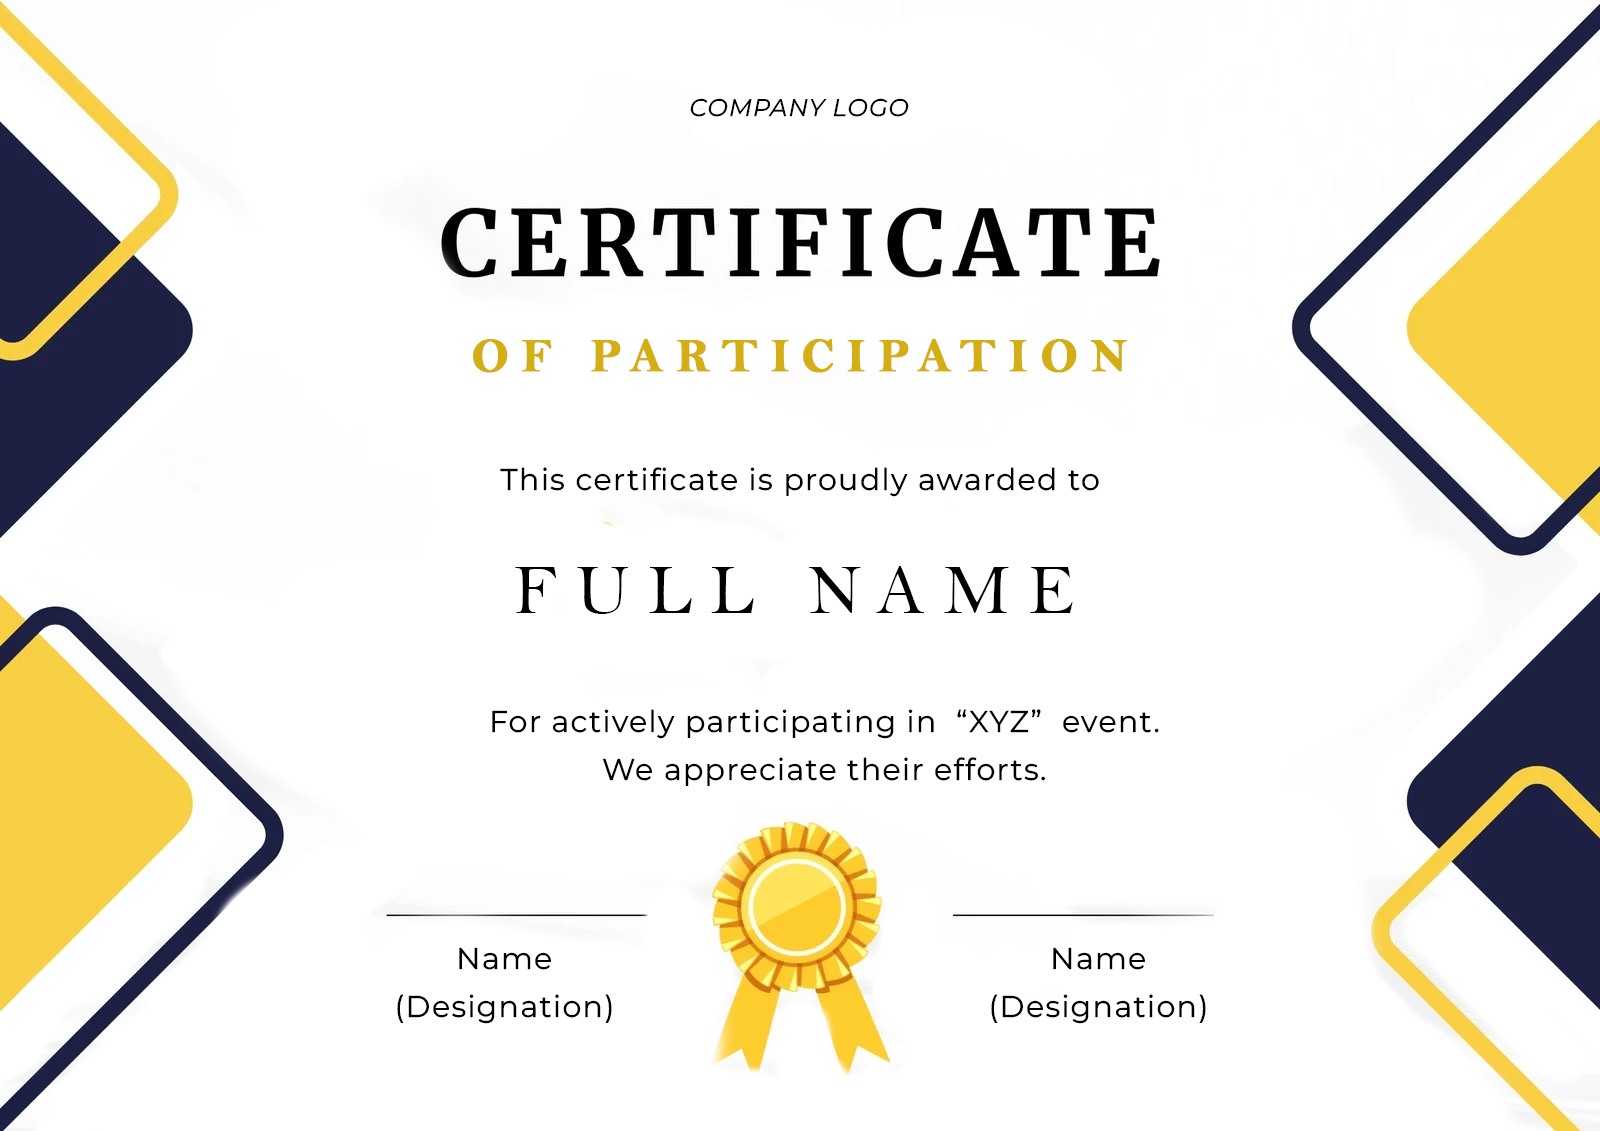 COMPANY LOGO
CERTIFICATE
OF PARTICIPATION
This certificate is proudly awarded to
FULL NAME
For actively participating in “XYZ” event.
We appreciate their efforts.
Name
(Designation)
Name
(Designation)